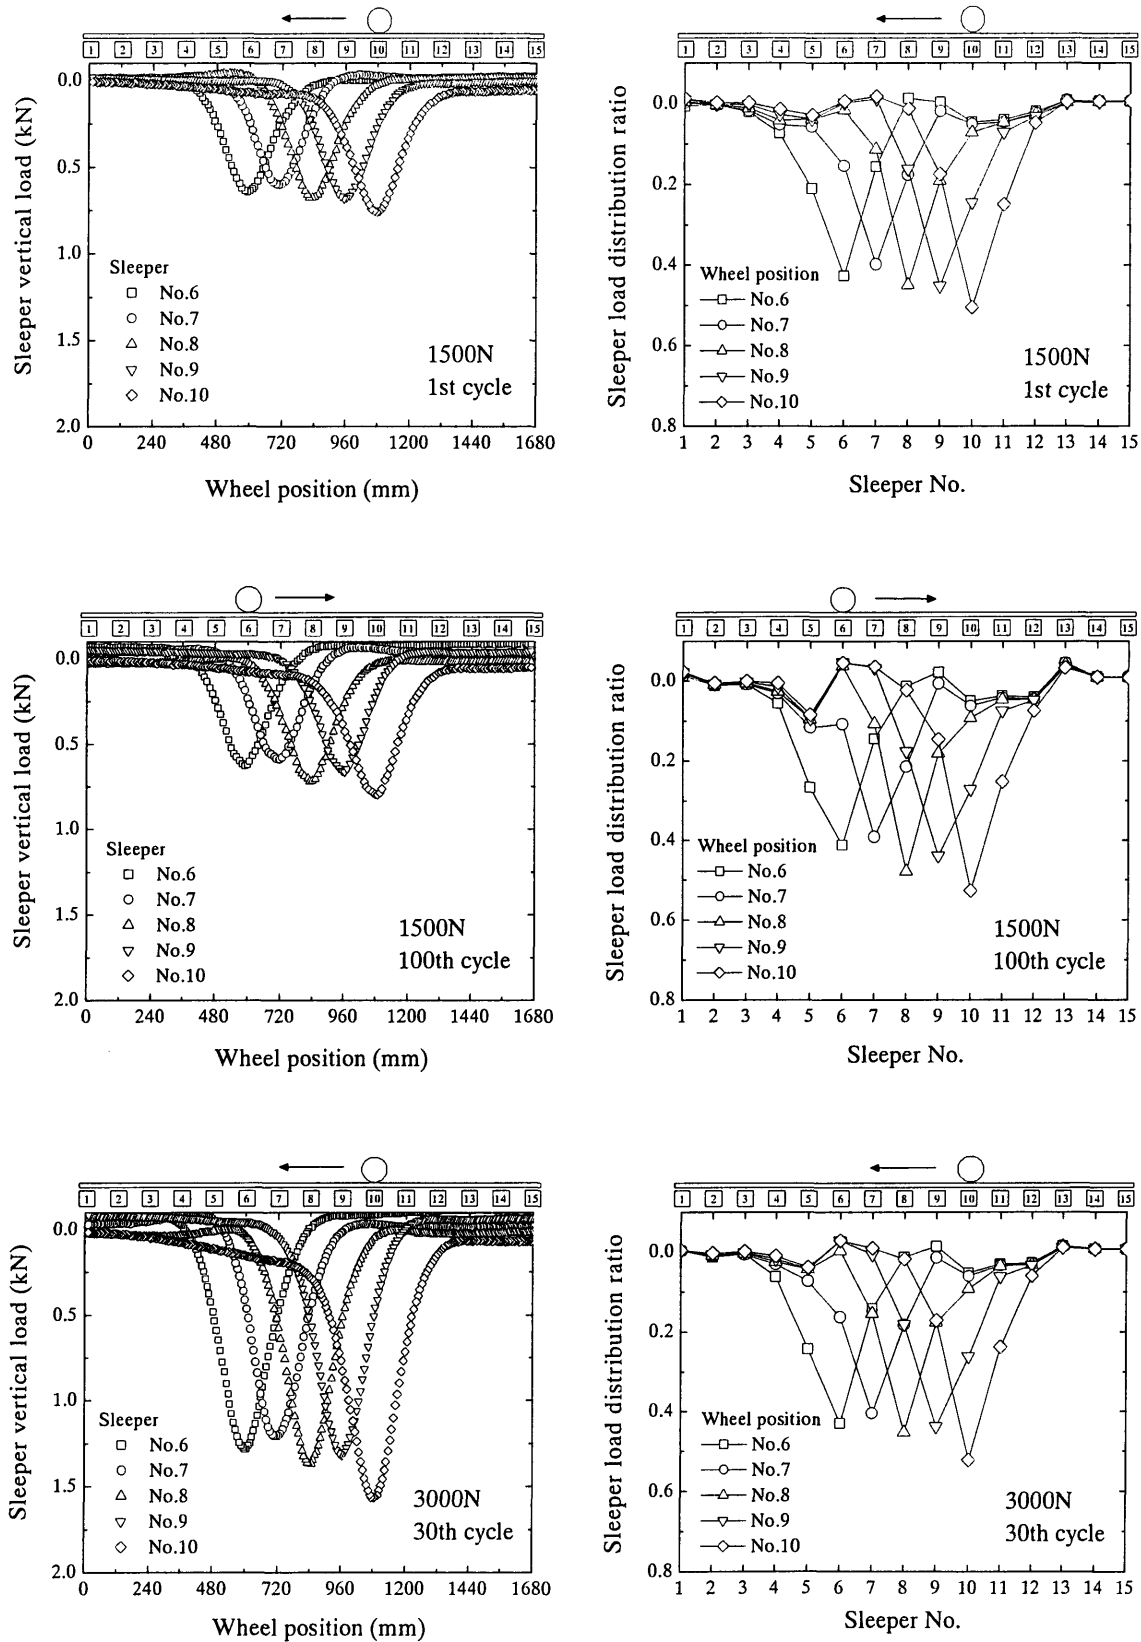 1 2 3 4 5 6 7 8 9 10 11 12 13 14 15
0.0
0.5
1.0
1.5
2.0
Sleeper vertical load (kN)
Sleeper
No.6
No.7
No.8
No.9
No.10
1500N
1st cycle
0 240 480 720 960 1200 1440 1680
Wheel position (mm)
1 2 3 4 5 6 7 8 9 10 11 12 13 14 15
0.0
0.2
0.4
0.6
0.8
Sleeper load distribution ratio
Wheel position
No.6
No.7
No.8
No.9
No.10
1500N
1st cycle
1 2 3 4 5 6 7 8 9 10 11 12 13 14 15
Sleeper No.
1 2 3 4 5 6 7 8 9 10 11 12 13 14 15
0.0
0.5
1.0
1.5
2.0
Sleeper vertical load (kN)
Sleeper
No.6
No.7
No.8
No.9
No.10
1500N
100th cycle
0 240 480 720 960 1200 1440 1680
Wheel position (mm)
1 2 3 4 5 6 7 8 9 10 11 12 13 14 15
0.0
0.2
0.4
0.6
0.8
Sleeper load distribution ratio
Wheel position
No.6
No.7
No.8
No.9
No.10
1500N
100th cycle
1 2 3 4 5 6 7 8 9 10 11 12 13 14 15
Sleeper No.
1 2 3 4 5 6 7 8 9 10 11 12 13 14 15
0.0
0.5
1.0
1.5
2.0
Sleeper vertical load (kN)
Sleeper
No.6
No.7
No.8
No.9
No.10
3000N
30th cycle
0 240 480 720 960 1200 1440 1680
Wheel position (mm)
1 2 3 4 5 6 7 8 9 10 11 12 13 14 15
0.0
0.2
0.4
0.6
0.8
Sleeper load distribution ratio
Wheel position
No.6
No.7
No.8
No.9
No.10
3000N
30th cycle
1 2 3 4 5 6 7 8 9 10 11 12 13 14 15
Sleeper No.